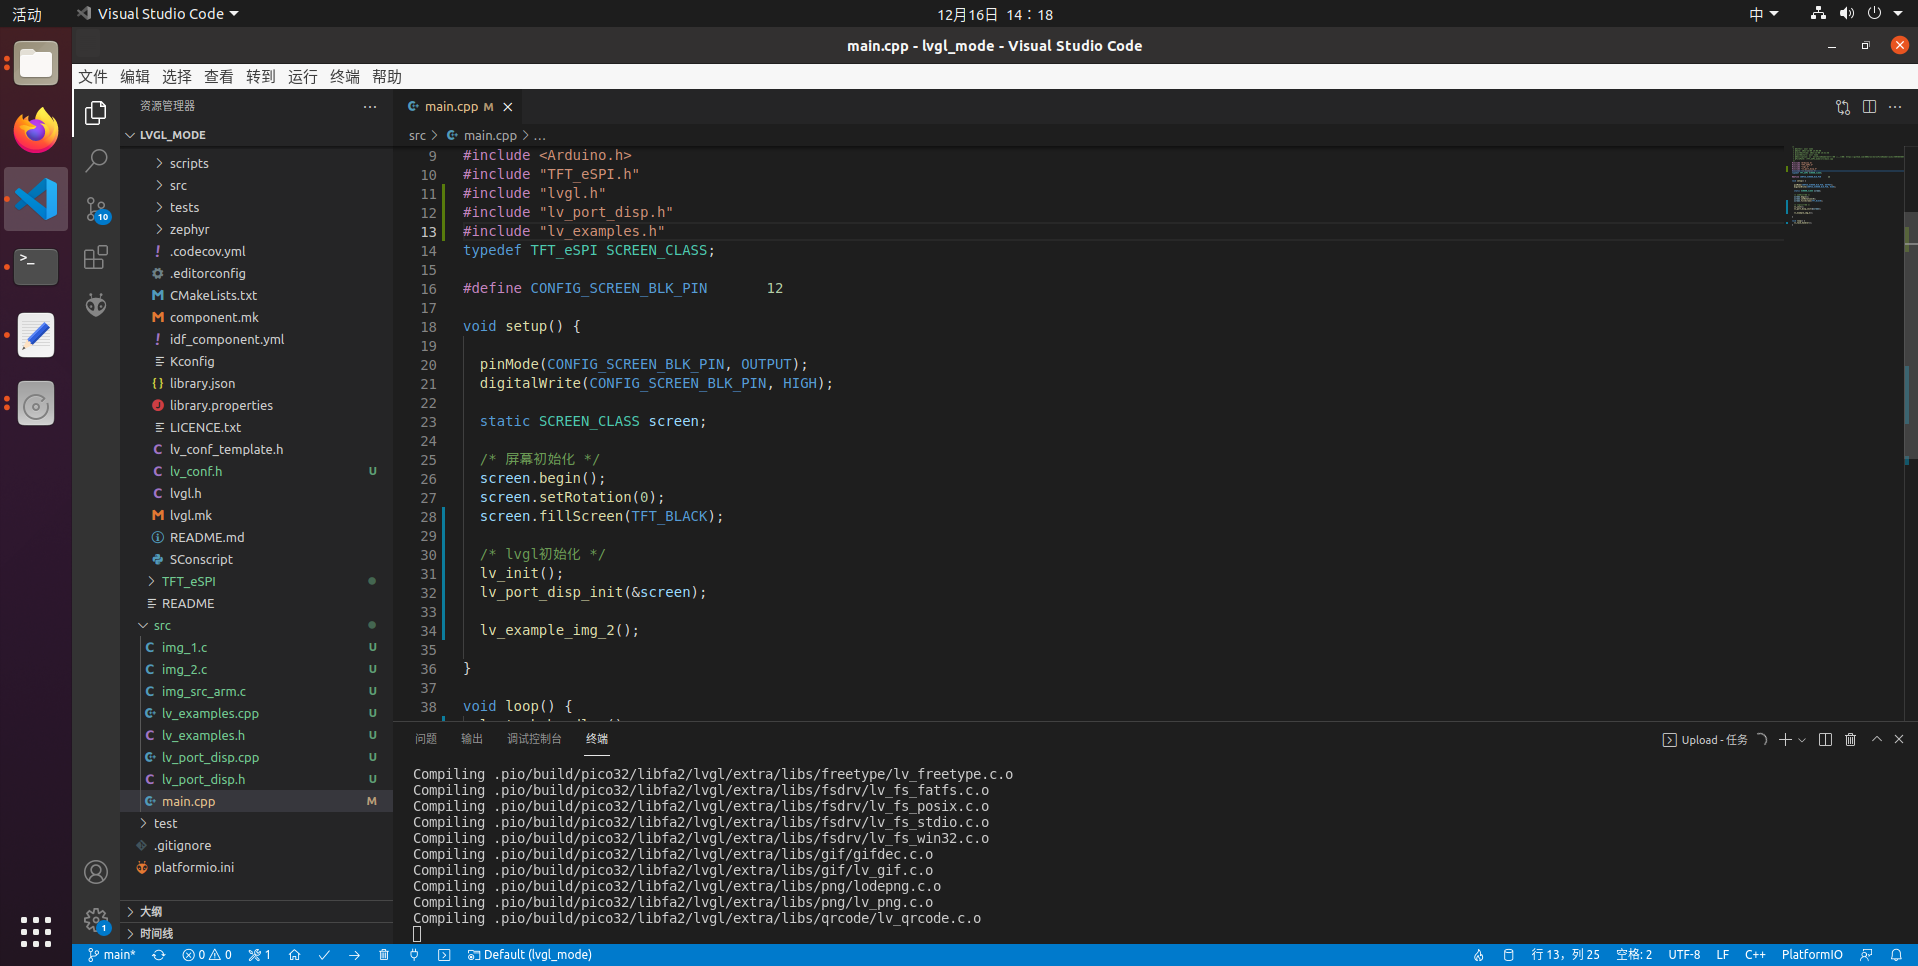 活动
Visual Studio Code
12月16日 14：18
中
main.cpp - lvgl_mode - Visual Studio Code
文件 编辑 选择 查看 转到 运行 终端 帮助
资源管理器
LVGL_MODE
scripts
src
tests
zephyr
.codecov.yml
.editorconfig
CMakeLists.txt
component.mk
idf_component.yml
Kconfig
library.json
library.properties
LICENCE.txt
lv_conf_template.h
lv_conf.h U
lvgl.h
lvgl.mk
README.md
SConscript
TFT_eSPI
README
src
img_1.c U
img_2.c U
img_src_arm.c U
lv_examples.cpp U
lv_examples.h U
lv_port_disp.cpp U
lv_port_disp.h U
main.cpp M
test
.gitignore
platformio.ini
大纲
时间线
10
1
main.cpp M
src > main.cpp > ...
9 #include <Arduino.h>
10 #include "TFT_eSPI.h"
11 #include "lvgl.h"
12 #include "lv_port_disp.h"
13 #include "lv_examples.h"
14 typedef TFT_eSPI SCREEN_CLASS;
15
16 #define CONFIG_SCREEN_BLK_PIN 12
17
18 void setup() {
19
20 pinMode(CONFIG_SCREEN_BLK_PIN, OUTPUT);
21 digitalWrite(CONFIG_SCREEN_BLK_PIN, HIGH);
22
23 static SCREEN_CLASS screen;
24
25 /* 屏幕初始化 */
26 screen.begin();
27 screen.setRotation(0);
28 screen.fillScreen(TFT_BLACK);
29
30 /* lvgl初始化 */
31 lv_init();
32 lv_port_disp_init(&screen);
33
34 lv_example_img_2();
35
36 }
37
38 void loop() {
问题 输出 调试控制台 终端
Upload - 任务
Compiling .pio/build/pico32/libfa2/lvgl/extra/libs/freetype/lv_freetype.c.o
Compiling .pio/build/pico32/libfa2/lvgl/extra/libs/fsdrv/lv_fs_fatfs.c.o
Compiling .pio/build/pico32/libfa2/lvgl/extra/libs/fsdrv/lv_fs_posix.c.o
Compiling .pio/build/pico32/libfa2/lvgl/extra/libs/fsdrv/lv_fs_stdio.c.o
Compiling .pio/build/pico32/libfa2/lvgl/extra/libs/fsdrv/lv_fs_win32.c.o
Compiling .pio/build/pico32/libfa2/lvgl/extra/libs/gif/gifdec.c.o
Compiling .pio/build/pico32/libfa2/lvgl/extra/libs/gif/lv_gif.c.o
Compiling .pio/build/pico32/libfa2/lvgl/extra/libs/png/lodepng.c.o
Compiling .pio/build/pico32/libfa2/lvgl/extra/libs/png/lv_png.c.o
Compiling .pio/build/pico32/libfa2/lvgl/extra/libs/qrcode/lv_qrcode.c.o
main* 0 0 1 Default (lvgl_mode)
行 13，列 25 空格: 2 UTF-8 LF C++ PlatformIO